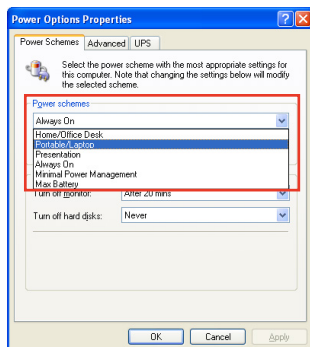 Power Options Properties
Power Schemes Advanced UPS
Select the power scheme with the most appropriate settings for
this computer. Note that changing the settings below will modify
the selected scheme.
Power schemes
Always On
Home/Office Desk
Portable/Laptop
Presentation
Always On
Minimal Power Management
Max Battery
Turn off monitor: After 20 mins
Turn off hard disks: Never
OK Cancel Apply